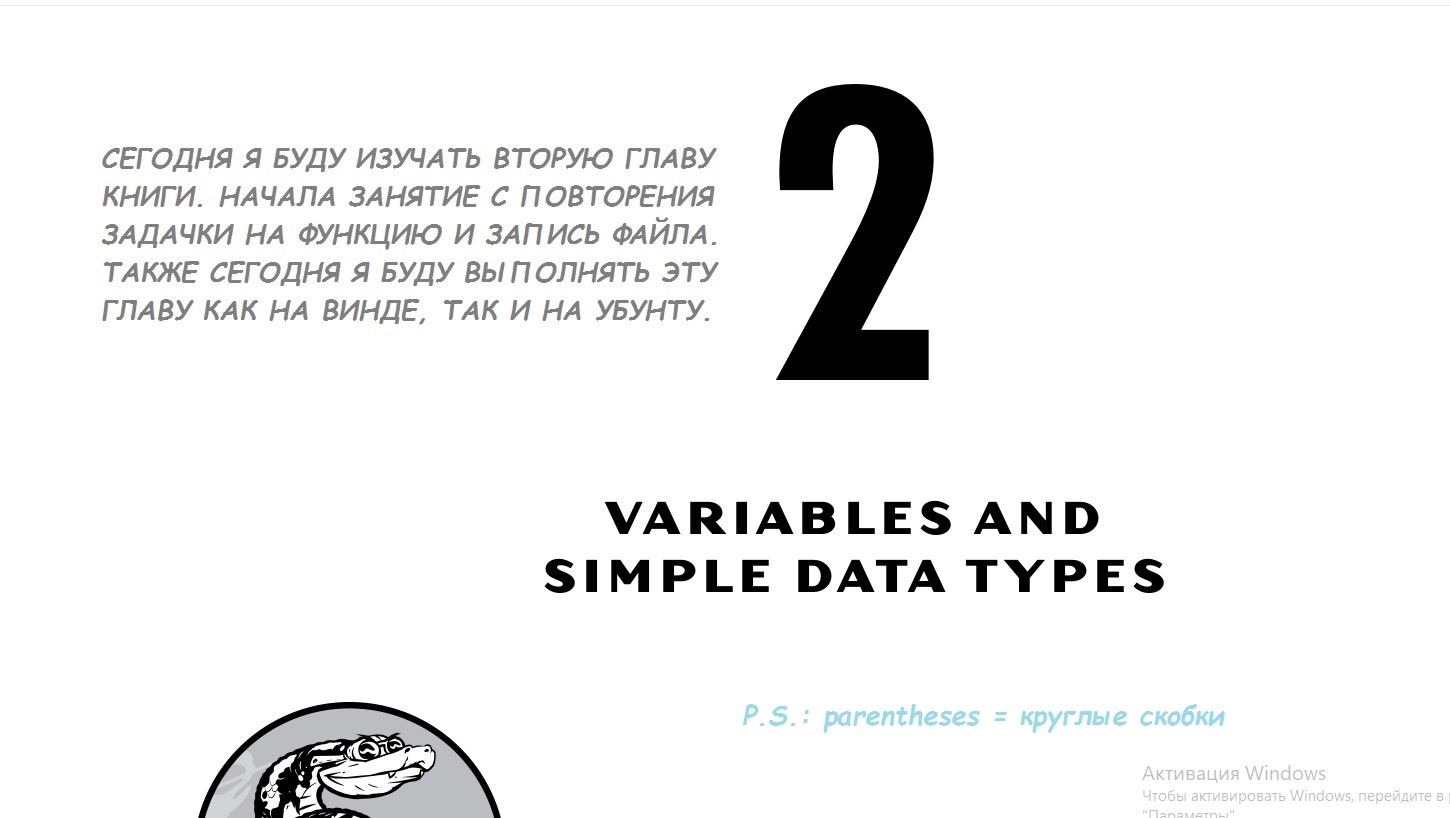 СЕГОДНЯ Я БУДУ ИЗУЧАТЬ ВТОРУЮ ГЛАВУ
КНИГИ. НАЧАЛА ЗАНЯТИЕ С ПОВТОРЕНИЯ
ЗАДАЧКИ НА ФУНКЦИЮ И ЗАПИСЬ ФАЙЛА.
ТАКЖЕ СЕГОДНЯ Я БУДУ ВЫПОЛНЯТЬ ЭТУ
ГЛАВУ КАК НА ВИНДЕ, ТАК И НА УБУНТУ.
2
VARIABLES AND
SIMPLE DATA TYPES
P.S.: parentheses = круглые скобки
Активация Windows
Чтобы активировать Windows, перейдите в
"Параметры".